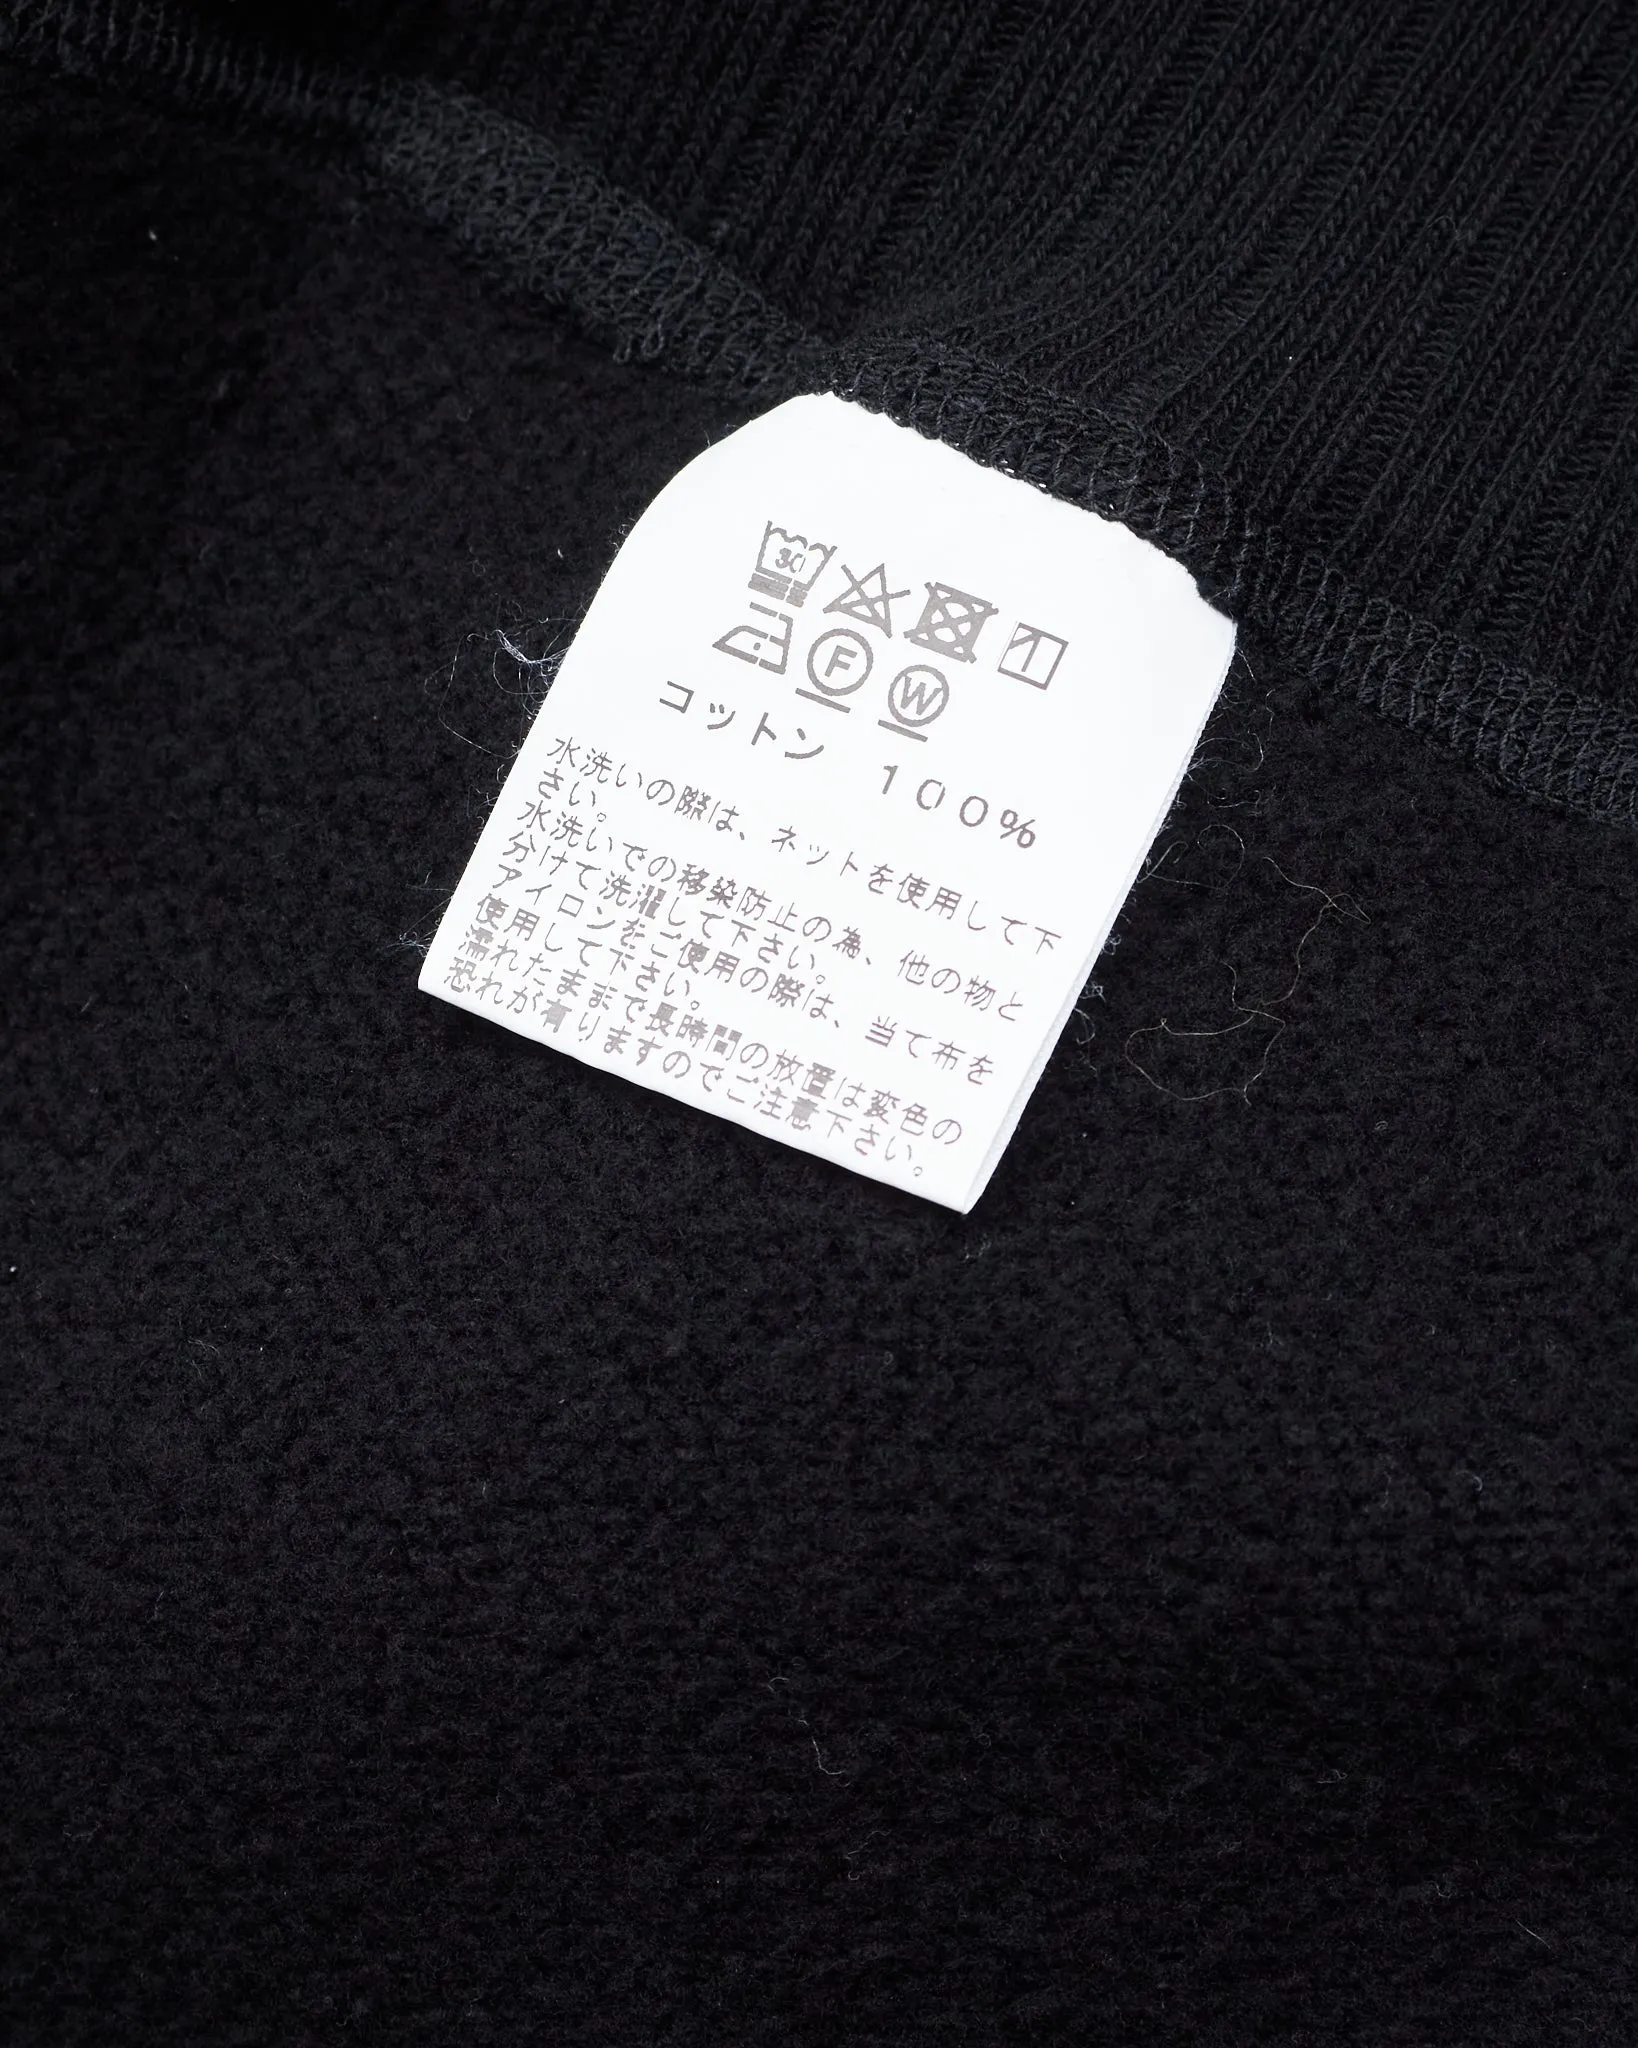 30
F W
コットン 100%
水洗いの際は、ネットを使用して下
さい。
水洗いでの移染防止の為、他の物と
分けて洗濯して下さい。
アイロンをご使用の際は、当て布を
使用して下さい。
濡れたままで長時間の放置は変色の
恐れが有りますのでご注意下さい。